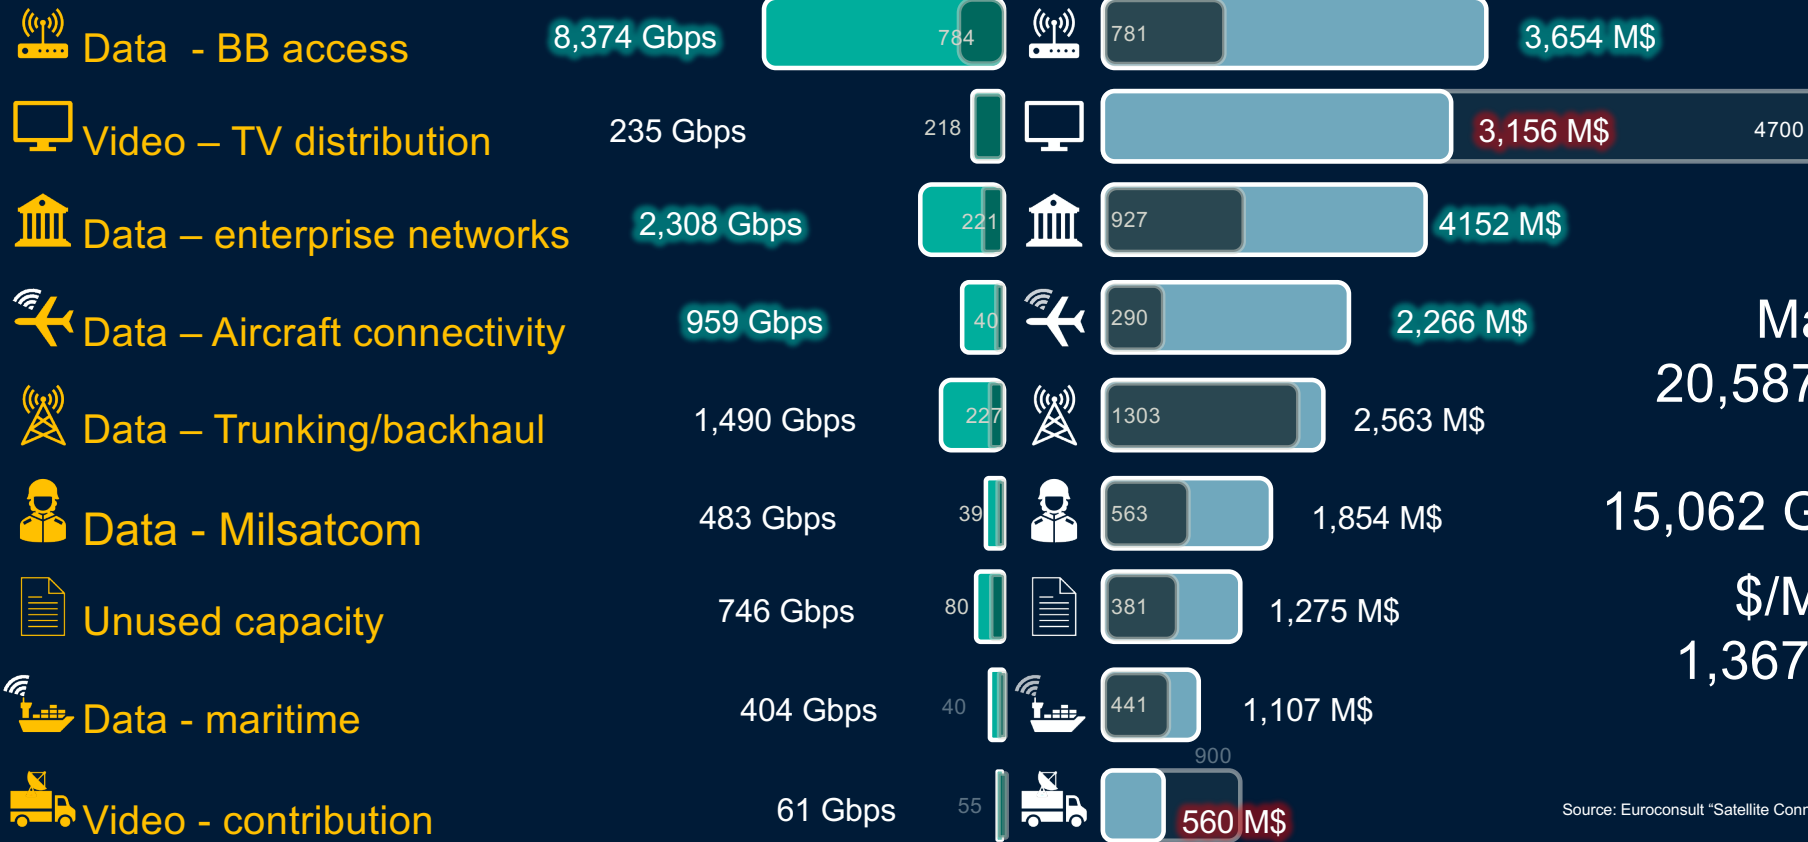 Data - BB access 8,374 Gbps 784 781 3,654 M$
Video – TV distribution 235 Gbps 218 3,156 M$ 4700
Data – enterprise networks 2,308 Gbps 221 927 4152 M$
Data – Aircraft connectivity 959 Gbps 40 290 2,266 M$
Ma
20,587
Data – Trunking/backhaul 1,490 Gbps 227 1303 2,563 M$
Data - Milsatcom 483 Gbps 39 563 1,854 M$
15,062 G
Unused capacity 746 Gbps 80 381 1,275 M$
$/M
1,367
Data - maritime 404 Gbps 40 441 1,107 M$
900
Video - contribution 61 Gbps 55 560 M$
Source: Euroconsult “Satellite Conn